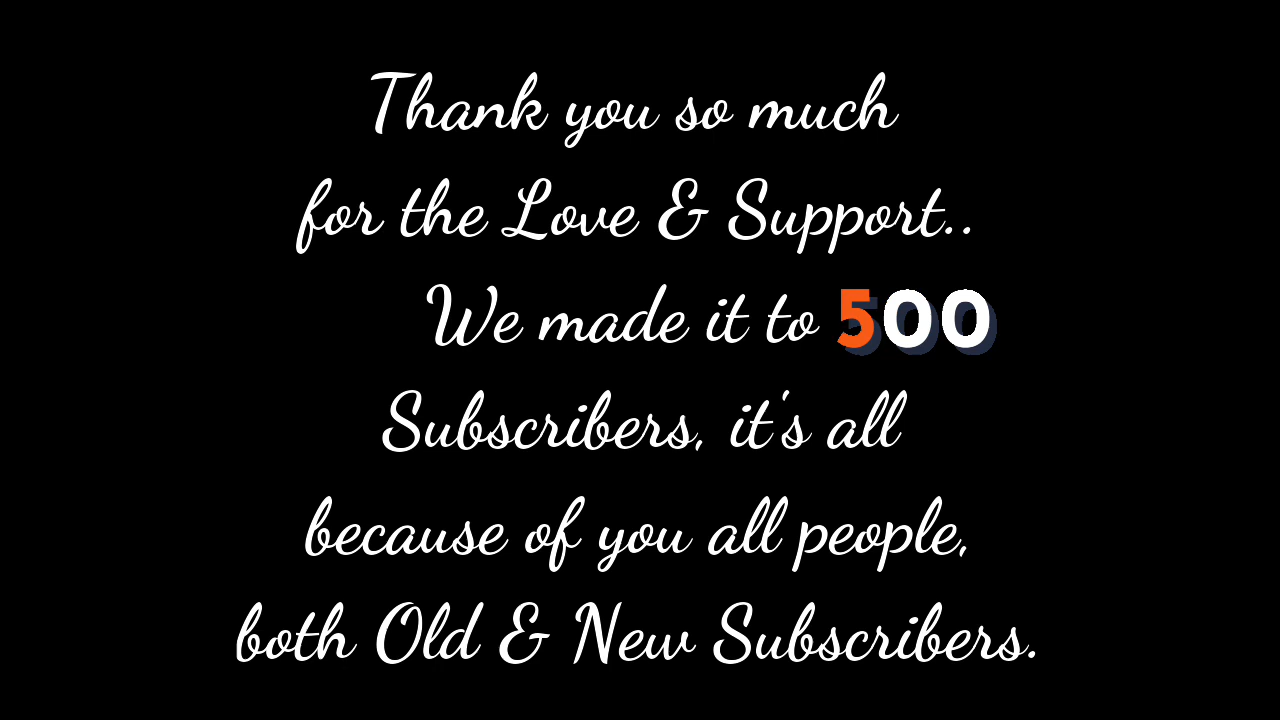 Thank you so much
for the Love & Support..
We made it to 500
Subscribers, it's all
because of you all people,
both Old & New Subscribers.